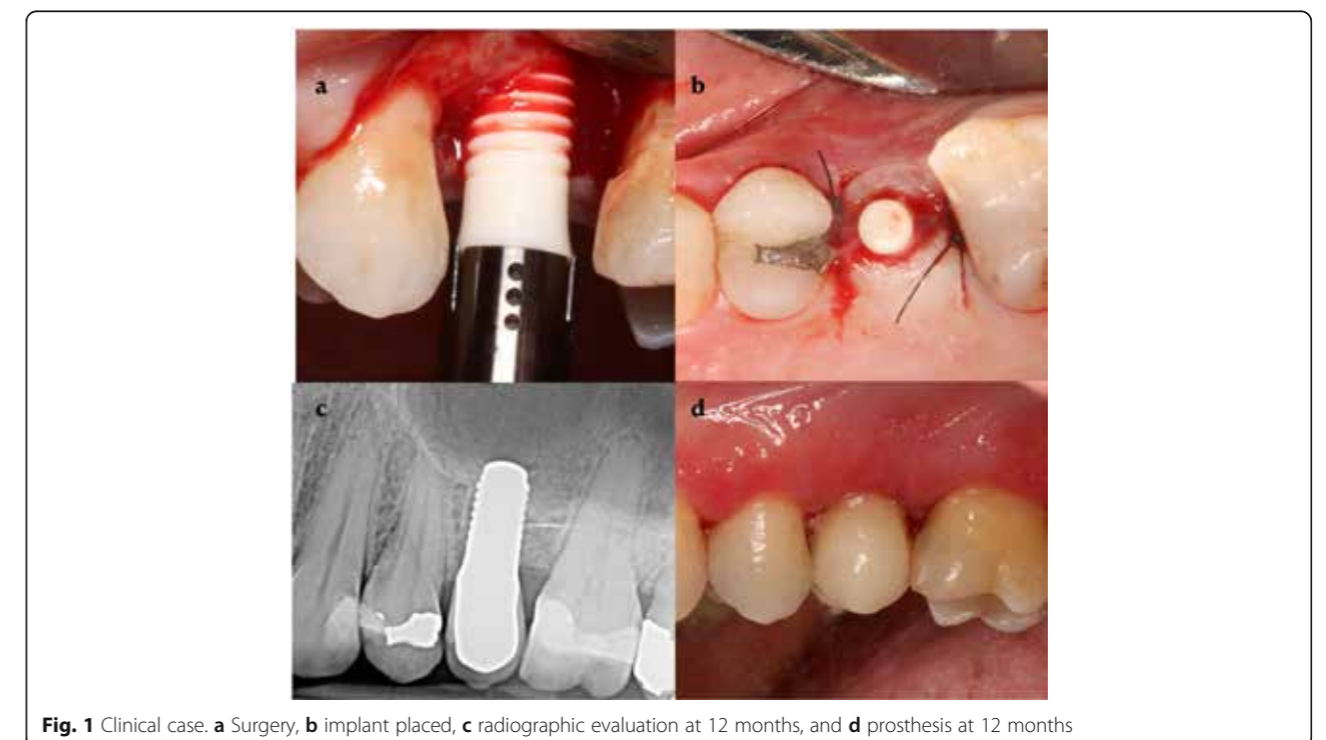 a
b
c
d
Fig. 1 Clinical case. a Surgery, b implant placed, c radiographic evaluation at 12 months, and d prosthesis at 12 months